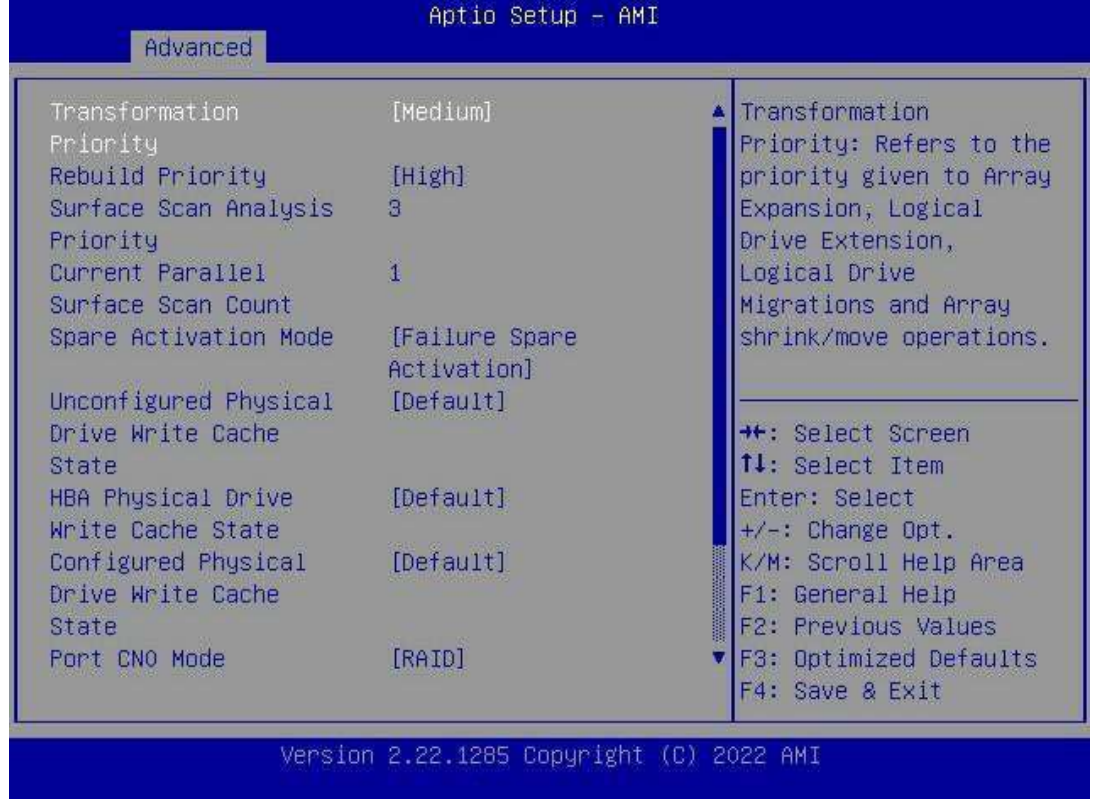 Aptio Setup – AMI
Advanced
Transformation [Medium]
Priority
Rebuild Priority [High]
Surface Scan Analysis 3
Priority
Current Parallel 1
Surface Scan Count
Spare Activation Mode [Failure Spare
Activation]
Unconfigured Physical [Default]
Drive Write Cache
State
HBA Physical Drive [Default]
Write Cache State
Configured Physical [Default]
Drive Write Cache
State
Port CN0 Mode [RAID]
Transformation
Priority: Refers to the
priority given to Array
Expansion, Logical
Drive Extension,
Logical Drive
Migrations and Array
shrink/move operations.
→←: Select Screen
↑↓: Select Item
Enter: Select
+/-: Change Opt.
K/M: Scroll Help Area
F1: General Help
F2: Previous Values
F3: Optimized Defaults
F4: Save & Exit
Version 2.22.1285 Copyright (C) 2022 AMI